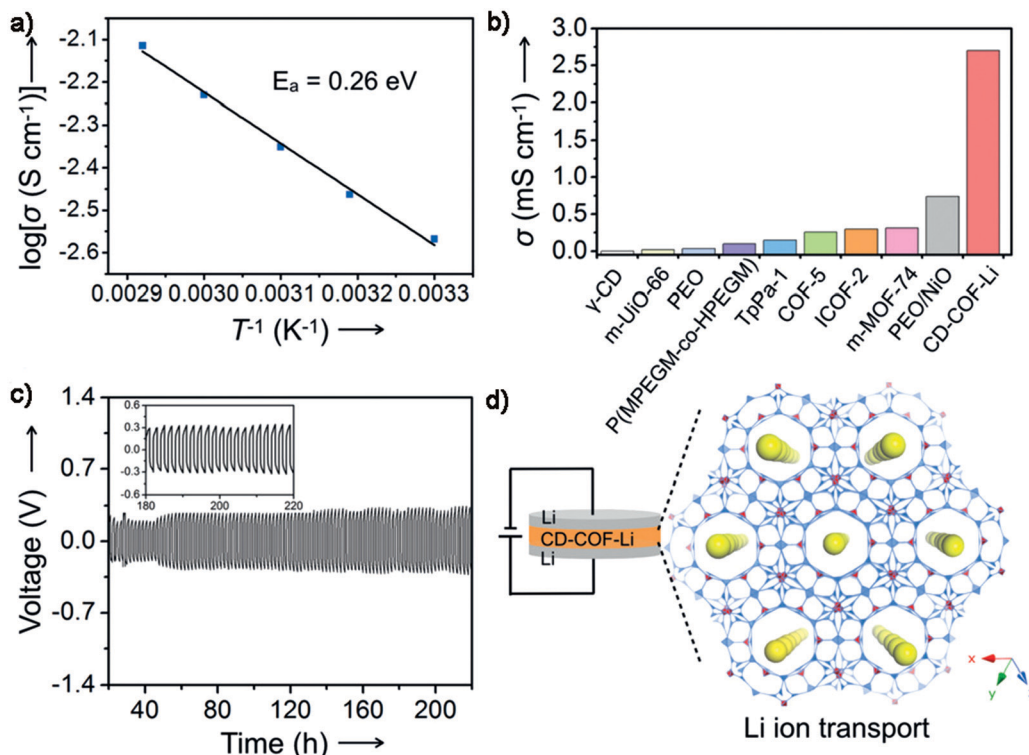 a)
log[σ (S cm⁻¹)]
-2.1
-2.2
-2.3
-2.4
-2.5
-2.6
Eₐ = 0.26 eV
0.0029 0.0030 0.0031 0.0032 0.0033
T⁻¹ (K⁻¹)
b)
σ (mS cm⁻¹)
3.0
2.5
2.0
1.5
1.0
0.5
0.0
γ-CD
m-UiO-66
PEO
P(MPEGM-co-HPEGM)
TpPa-1
COF-5
ICOF-2
m-MOF-74
PEO/NiO
CD-COF-Li
c)
Voltage (V)
1.4
0.7
0.0
-0.7
-1.4
0.6
0.3
0.0
-0.3
-0.6
180 200 220
40 80 120 160 200
Time (h)
d)
Li
CD-COF-Li
Li
x
y
Li ion transport